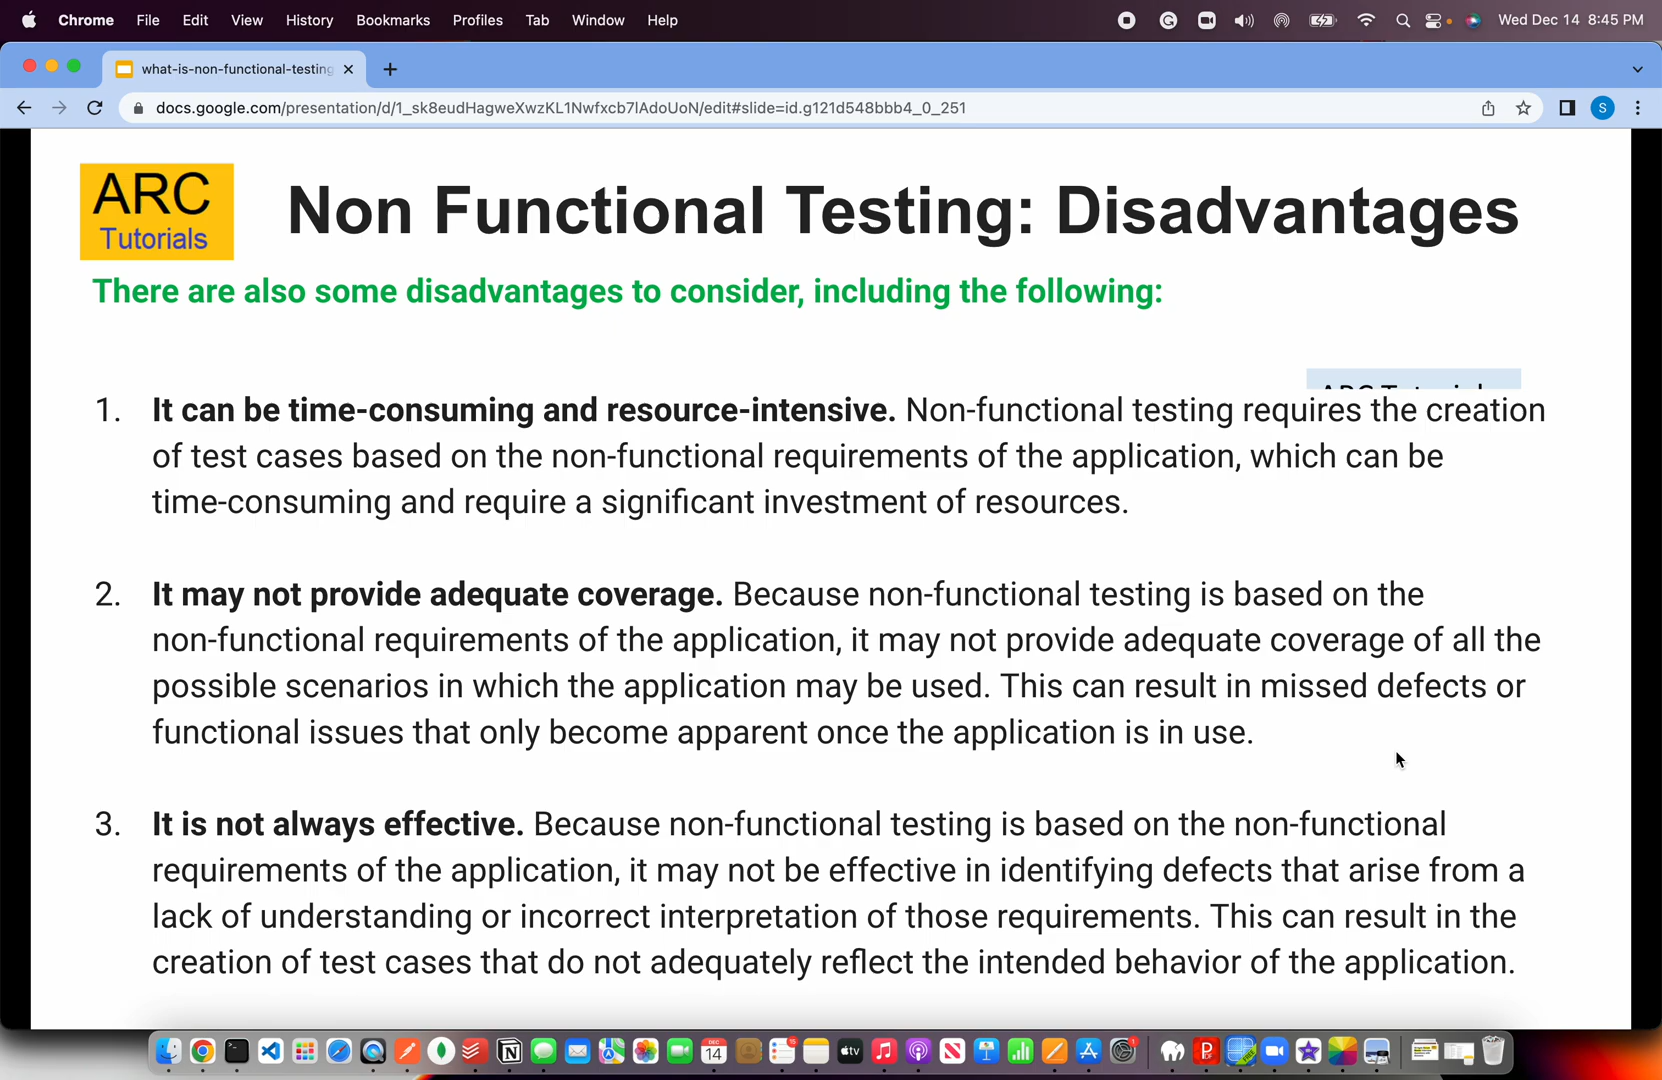 Chrome File Edit View History Bookmarks Profiles Tab Window Help Wed Dec 14 8:45 PM
what-is-non-functional-testing
docs.google.com/presentation/d/1_sk8eudHagweXwzKL1Nwfxcb7lAdoUoN/edit#slide=id.g121d548bbb4_0_251 S
ARC
Tutorials
Non Functional Testing: Disadvantages
There are also some disadvantages to consider, including the following:
1. It can be time-consuming and resource-intensive. Non-functional testing requires the creation
of test cases based on the non-functional requirements of the application, which can be
time-consuming and require a significant investment of resources.
2. It may not provide adequate coverage. Because non-functional testing is based on the
non-functional requirements of the application, it may not provide adequate coverage of all the
possible scenarios in which the application may be used. This can result in missed defects or
functional issues that only become apparent once the application is in use.
3. It is not always effective. Because non-functional testing is based on the non-functional
requirements of the application, it may not be effective in identifying defects that arise from a
lack of understanding or incorrect interpretation of those requirements. This can result in the
creation of test cases that do not adequately reflect the intended behavior of the application.
DEC
14
tv